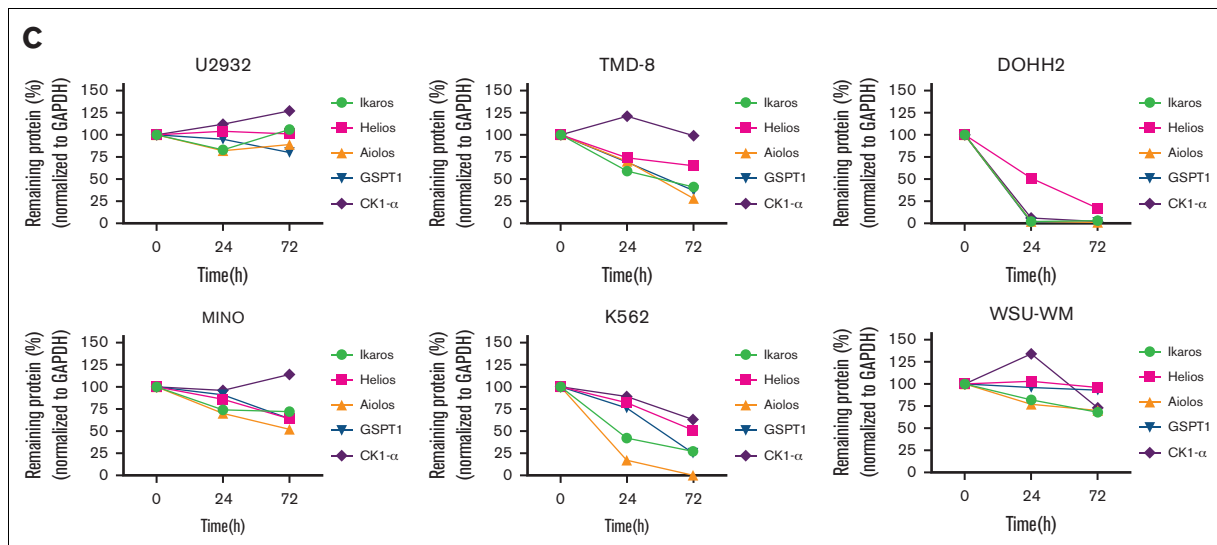 C
U2932
Remaining protein (%)
(normalized to GAPDH)
150
125
100
75
50
25
0
0 24 72
Time(h)
Ikaros
Helios
Aiolos
GSPT1
CK1-α
TMD-8
Remaining protein (%)
(normalized to GAPDH)
150
125
100
75
50
25
0
0 24 72
Time(h)
Ikaros
Helios
Aiolos
GSPT1
CK1-α
DOHH2
Remaining protein (%)
(normalized to GAPDH)
150
125
100
75
50
25
0
0 24 72
Time(h)
Ikaros
Helios
Aiolos
GSPT1
CK1-α
MINO
Remaining protein (%)
(normalized to GAPDH)
150
125
100
75
50
25
0
0 24 72
Time(h)
Ikaros
Helios
Aiolos
GSPT1
CK1-α
K562
Remaining protein (%)
(normalized to GAPDH)
150
125
100
75
50
25
0
0 24 72
Time(h)
Ikaros
Helios
Aiolos
GSPT1
CK1-α
WSU-WM
Remaining protein (%)
(normalized to GAPDH)
150
125
100
75
50
25
0
0 24 72
Time(h)
Ikaros
Helios
Aiolos
GSPT1
CK1-α